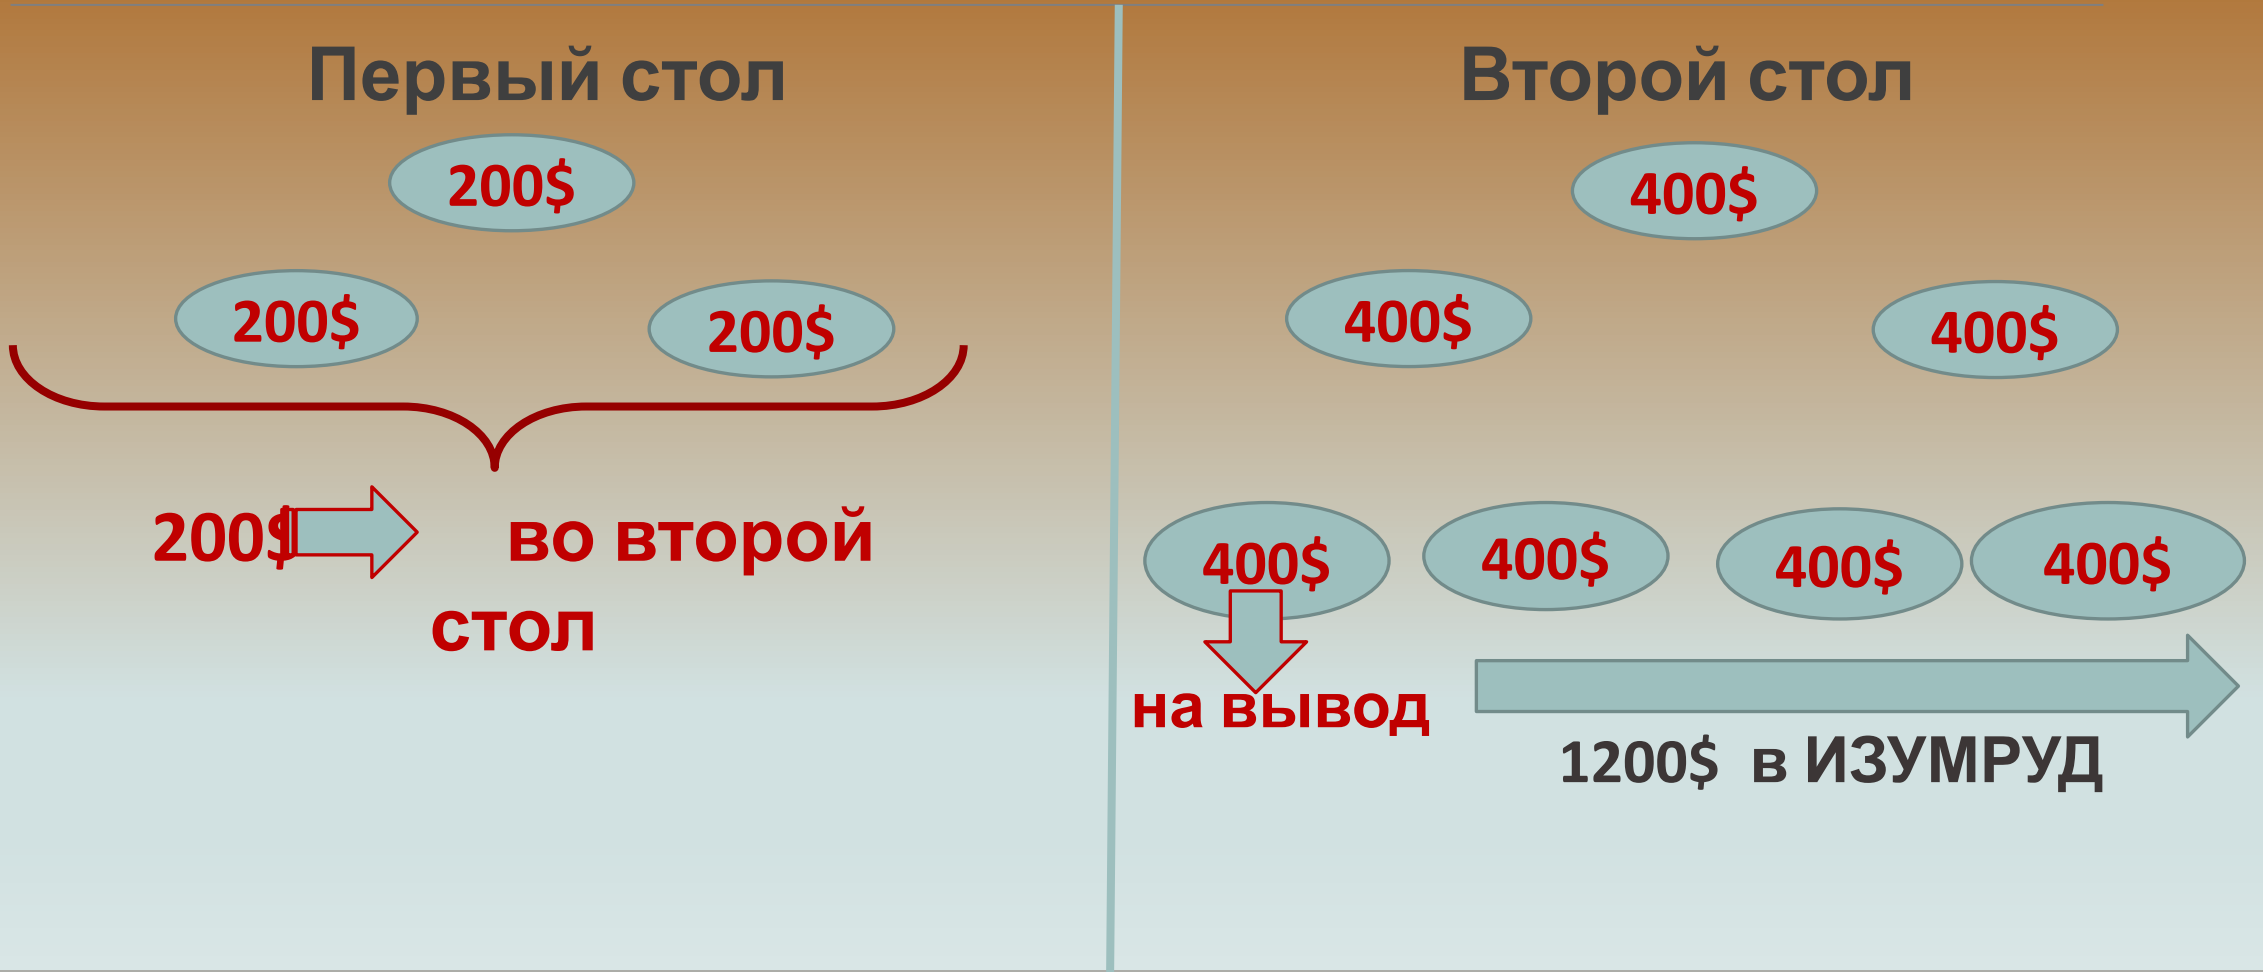 Первый стол
200$
200$ 200$
200$ во второй
стол
Второй стол
400$
400$ 400$
400$ 400$ 400$ 400$
на вывод
1200$ в ИЗУМРУД